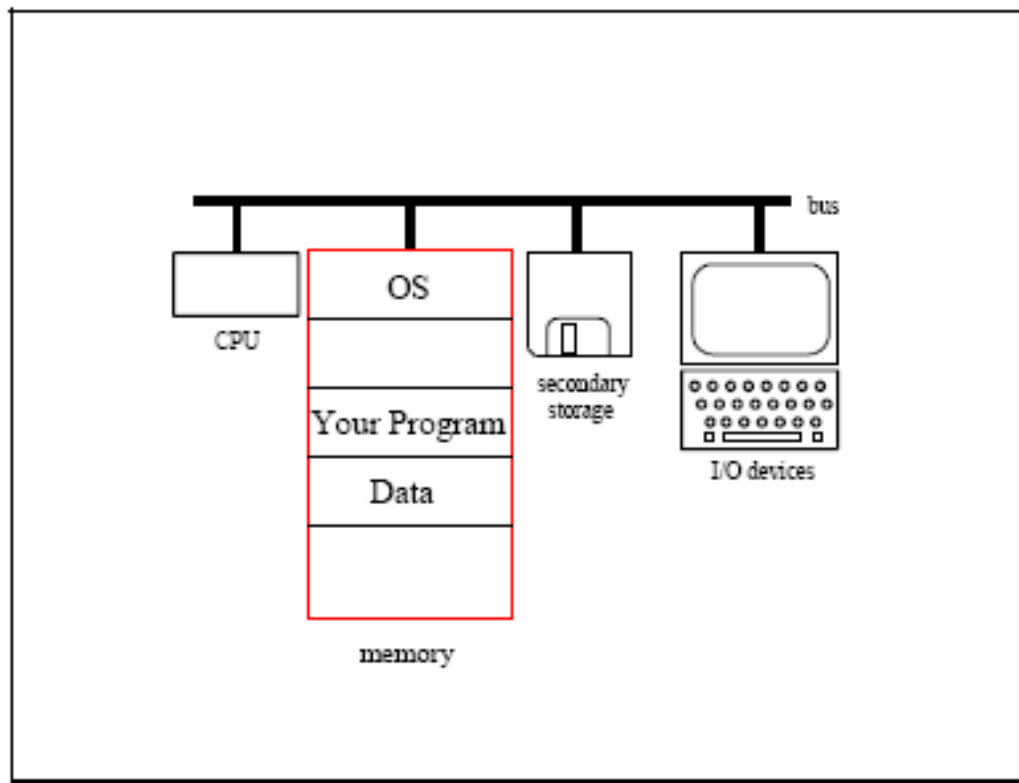 bus
OS
CPU
Your Program
secondary
storage
Data
I/O devices
memory